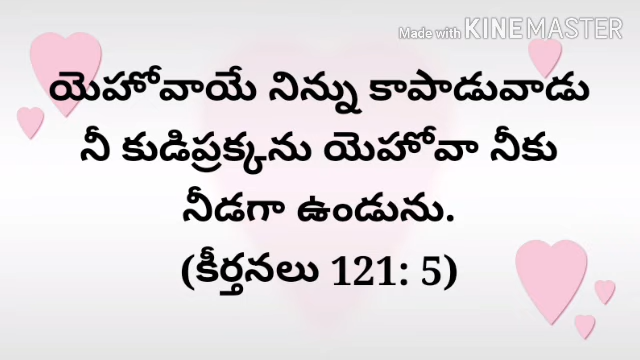 Made with KINEMASTER
యెహోవాయే నిన్ను కాపాడువాడు
నీ కుడిప్రక్కను యెహోవా నీకు
నీడగా ఉండును.
(కీర్తనలు 121: 5)